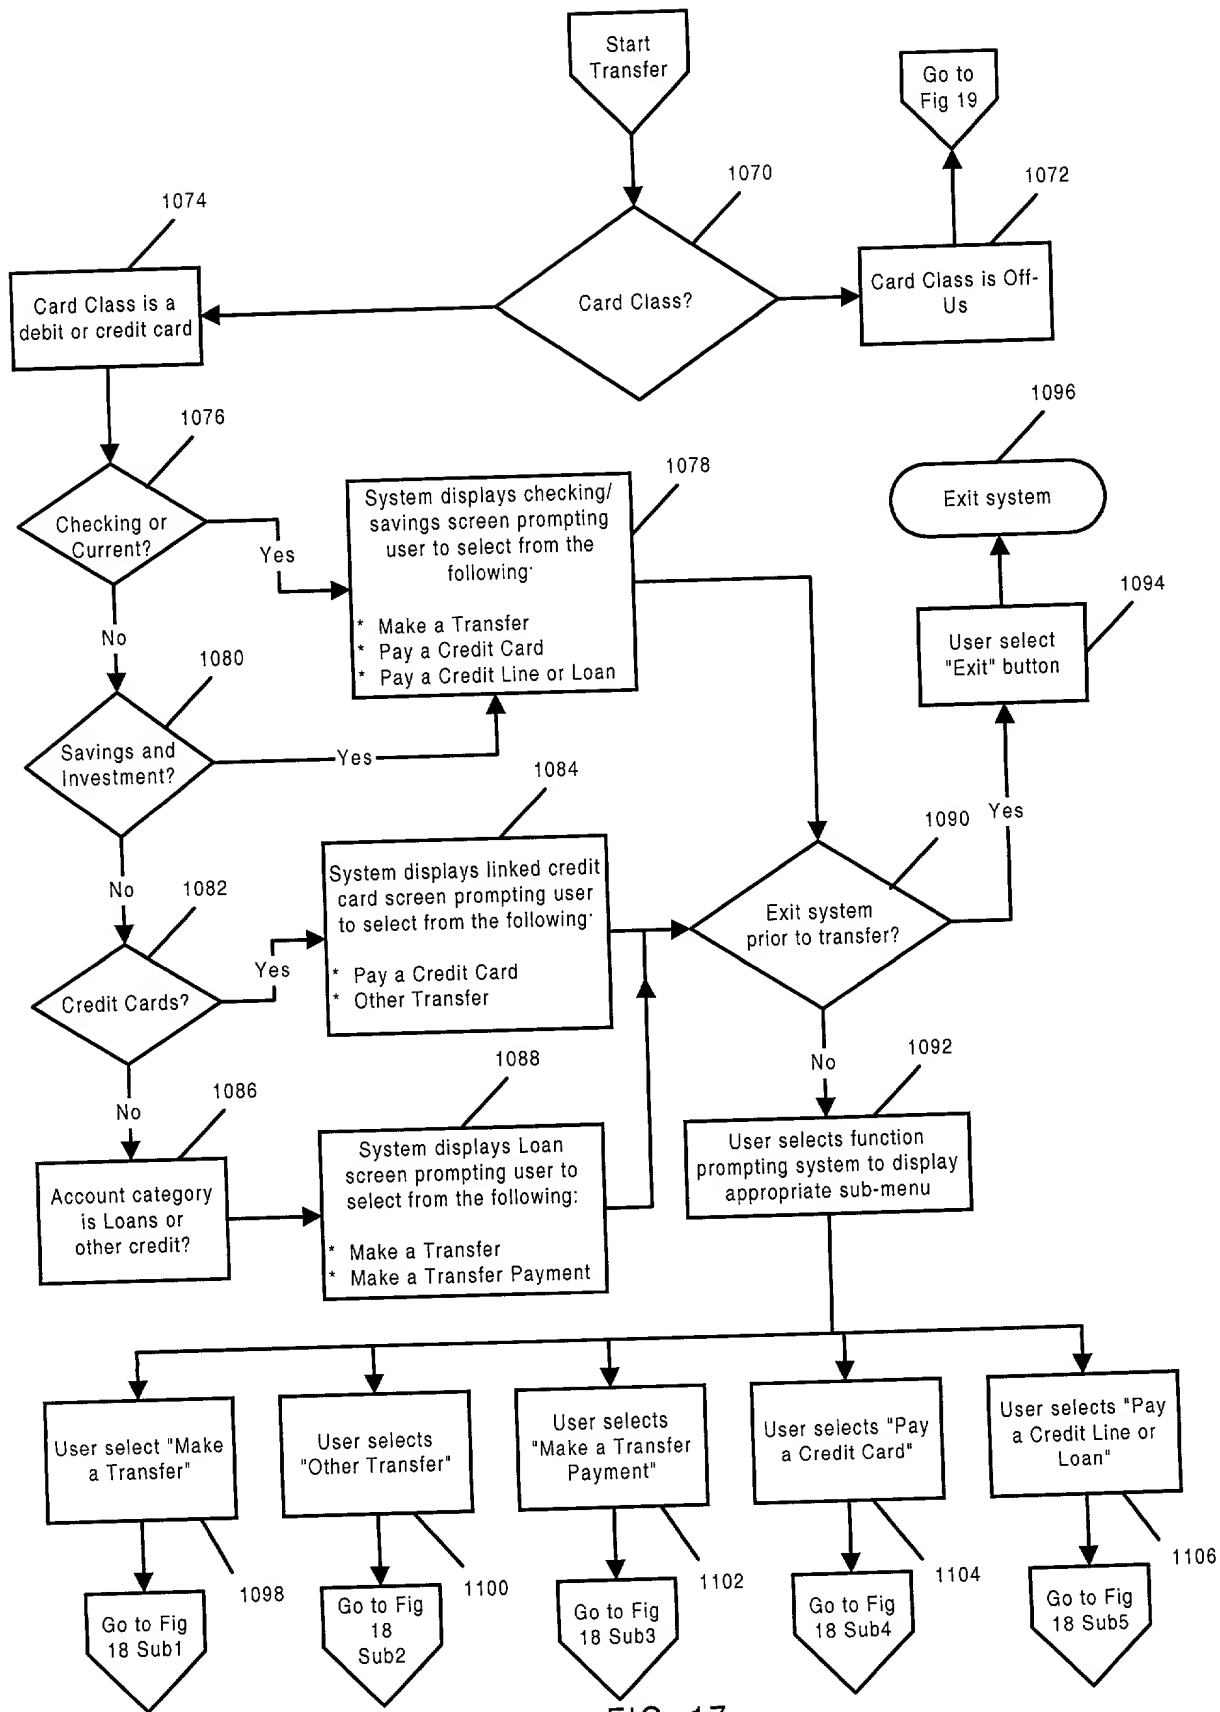 Start
Transfer
Go to
Fig 19
1070
1072
1074
Card Class is a
debit or credit card
Card Class?
Card Class is Off-
Us
1076
1078
1096
Checking or
Current?
Yes
System displays checking/
savings screen prompting
user to select from the
following:
* Make a Transfer
* Pay a Credit Card
* Pay a Credit Line or Loan
Exit system
1094
User select
"Exit" button
No
1080
Savings and
Investment?
Yes
1084
1090
Yes
No
1082
System displays linked credit
card screen prompting user
to select from the following:
* Pay a Credit Card
* Other Transfer
Exit system
prior to transfer?
Credit Cards?
Yes
No
1092
1088
No
1086
Account category
is Loans or
other credit?
System displays Loan
screen prompting user to
select from the following:
* Make a Transfer
* Make a Transfer Payment
User selects function
prompting system to display
appropriate sub-menu
User select "Make
a Transfer"
User selects
"Other Transfer"
User selects
"Make a Transfer
Payment"
User selects "Pay
a Credit Card"
User selects "Pay
a Credit Line or
Loan"
1098
1100
1102
1104
1106
Go to Fig
18 Sub1
Go to Fig
18
Sub2
Go to Fig
18 Sub3
Go to Fig
18 Sub4
Go to Fig
18 Sub5
FIG. 17